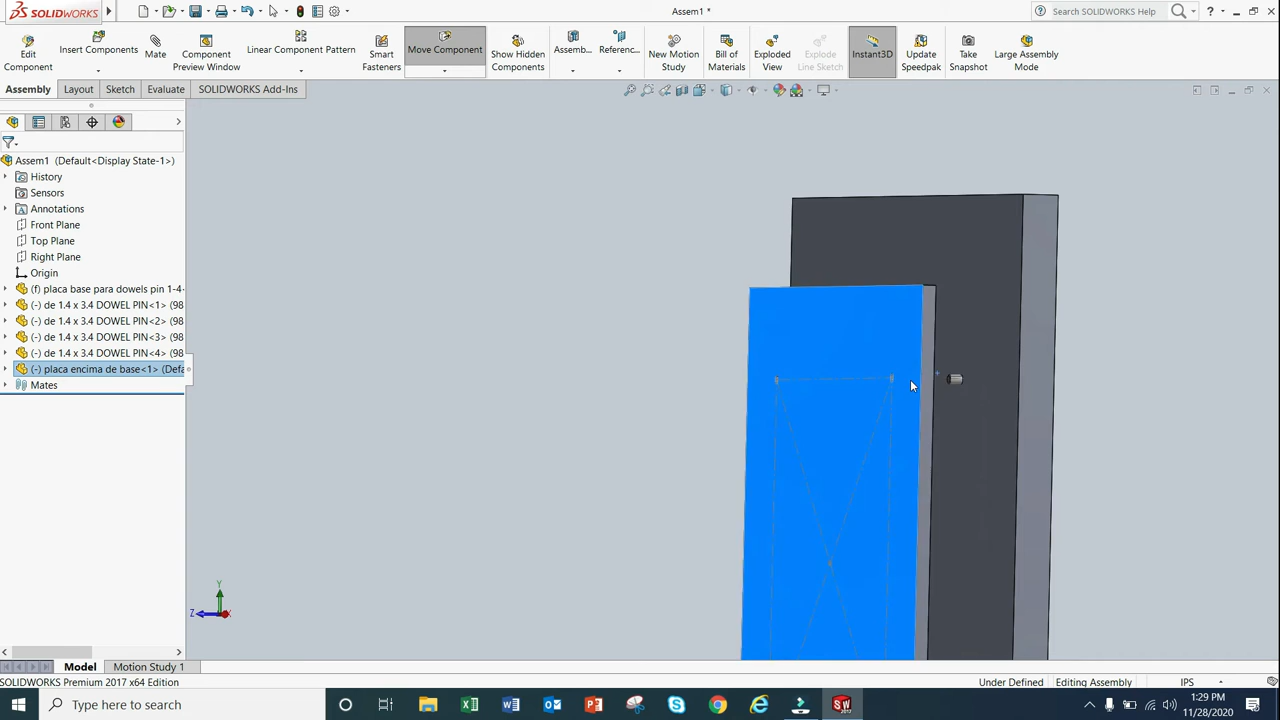 SOLIDWORKS
Assem1 *
Search SOLIDWORKS Help
Edit Component
Insert Components
Mate
Component Preview Window
Linear Component Pattern
Smart Fasteners
Move Component
Show Hidden Components
Assemb...
Referenc...
New Motion Study
Bill of Materials
Exploded View
Explode Line Sketch
Instant3D
Update Speedpak
Take Snapshot
Large Assembly Mode
Assembly
Layout
Sketch
Evaluate
SOLIDWORKS Add-Ins
Assem1 (Default<Display State-1>)
History
Sensors
Annotations
Front Plane
Top Plane
Right Plane
Origin
(f) placa base para dowels pin 1-4-
(-) de 1.4 x 3.4 DOWEL PIN<1> (98
(-) de 1.4 x 3.4 DOWEL PIN<2> (98
(-) de 1.4 x 3.4 DOWEL PIN<3> (98
(-) de 1.4 x 3.4 DOWEL PIN<4> (98
(-) placa encima de base<1> (Defa
Mates
Y
Z
X
Model
Motion Study 1
SOLIDWORKS Premium 2017 x64 Edition
Under Defined
Editing Assembly
IPS
Type here to search
1:29 PM
11/28/2020